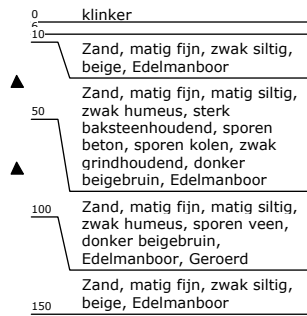 0
klinker
6
10
Zand, matig fijn, zwak siltig,
beige, Edelmanboor
Zand, matig fijn, matig siltig,
50
zwak humeus, sterk
baksteenhoudend, sporen
beton, sporen kolen, zwak
grindhoudend, donker
beigebruin, Edelmanboor
100
Zand, matig fijn, matig siltig,
zwak humeus, sporen veen,
donker beigebruin,
Edelmanboor, Geroerd
Zand, matig fijn, zwak siltig,
150
beige, Edelmanboor